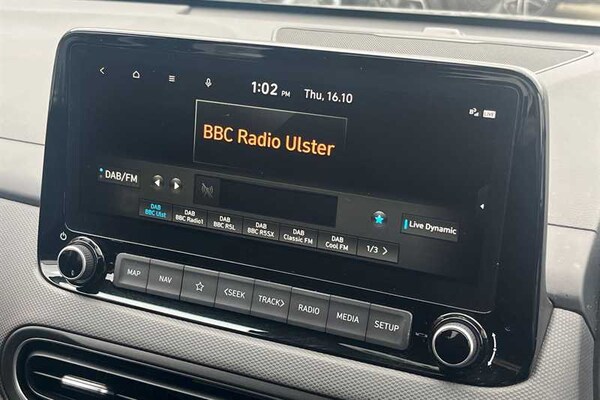 1:02 PM Thu, 16.10
BBC Radio Ulster
DAB/FM
Live Dynamic
DAB BBC Ulst
DAB BBC Radio1
DAB BBC R5L
DAB BBC R5SX
DAB Classic FM
DAB Cool FM
1/3 >
MAP NAV <SEEK TRACK> RADIO MEDIA SETUP